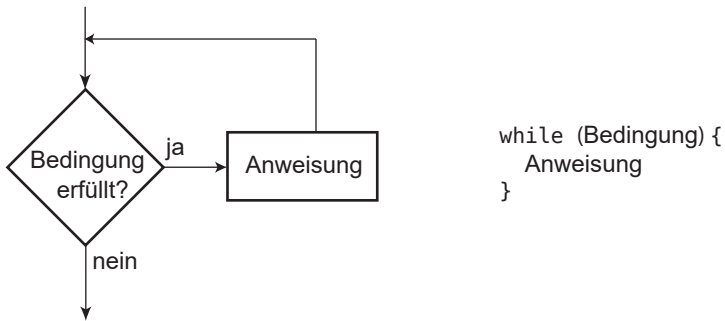 Bedingung
erfüllt?
ja
Anweisung
nein
while (Bedingung) {
Anweisung
}